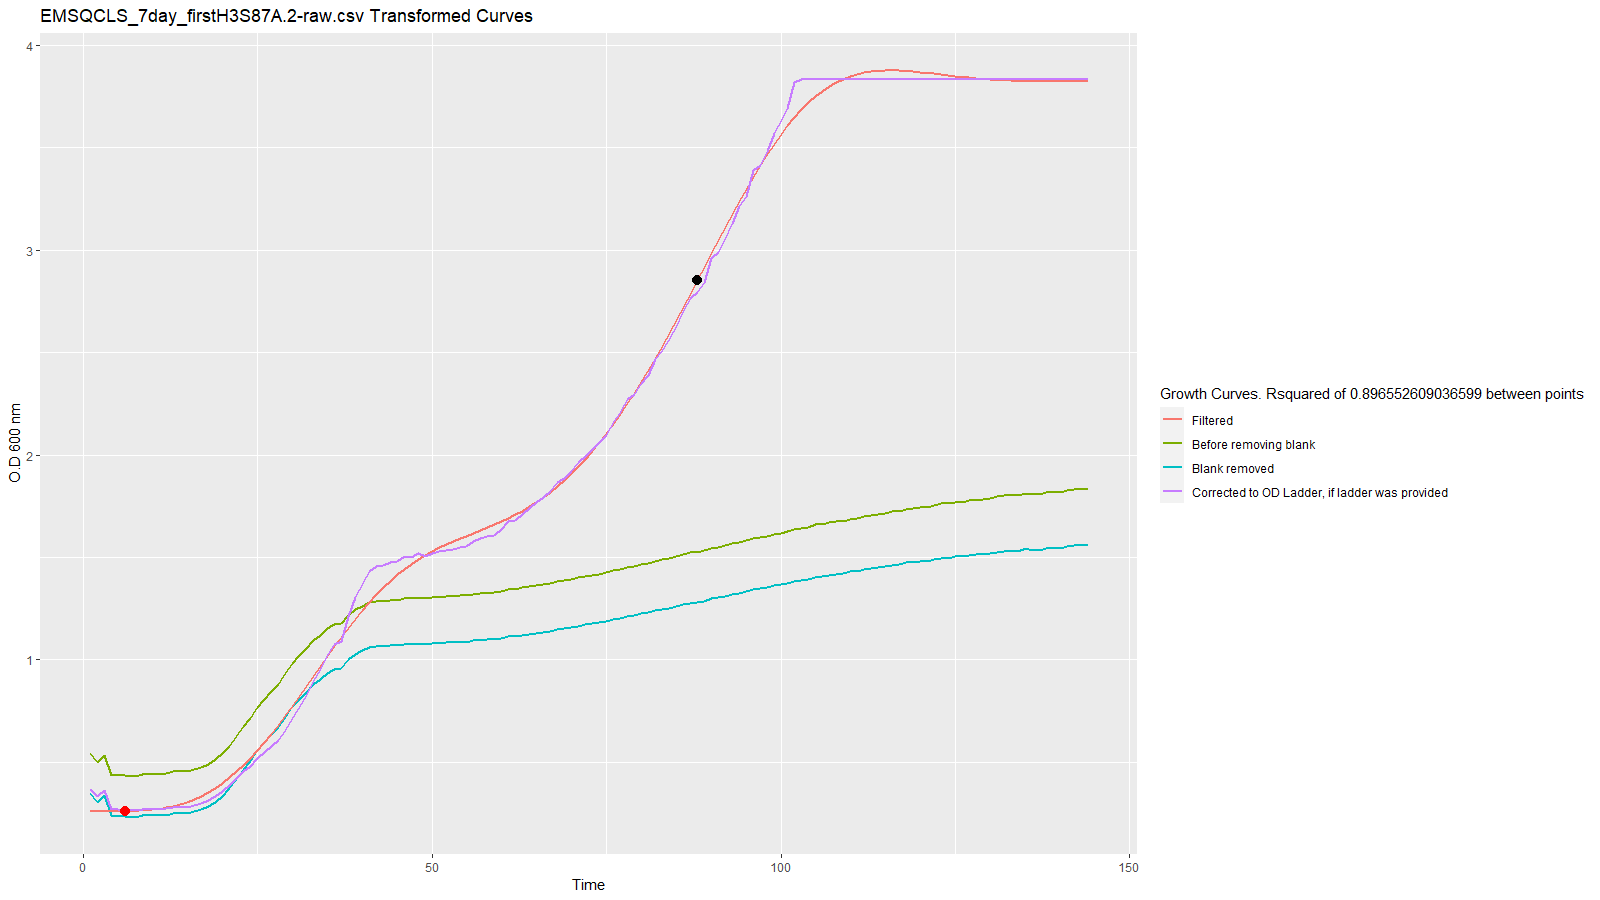 EMSQCLS_7day_firstH3S87A.2-raw.csv Transformed Curves
4
3
2
1
O.D 600 nm
0
50
100
150
Time
Growth Curves. Rsquared of 0.896552609036599 between points
Filtered
Before removing blank
Blank removed
Corrected to OD Ladder, if ladder was provided